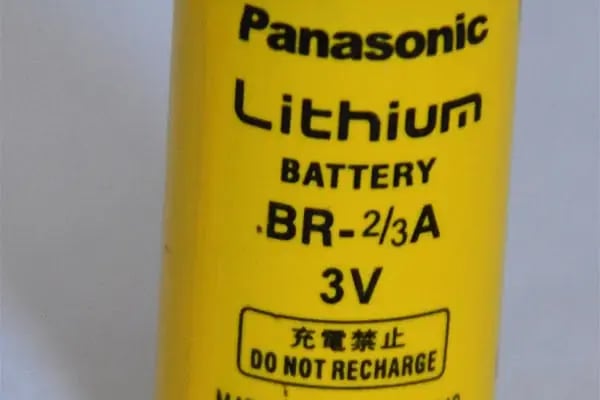 Panasonic
Lithium
BATTERY
BR-2/3A
3V
充電禁止
DO NOT RECHARGE